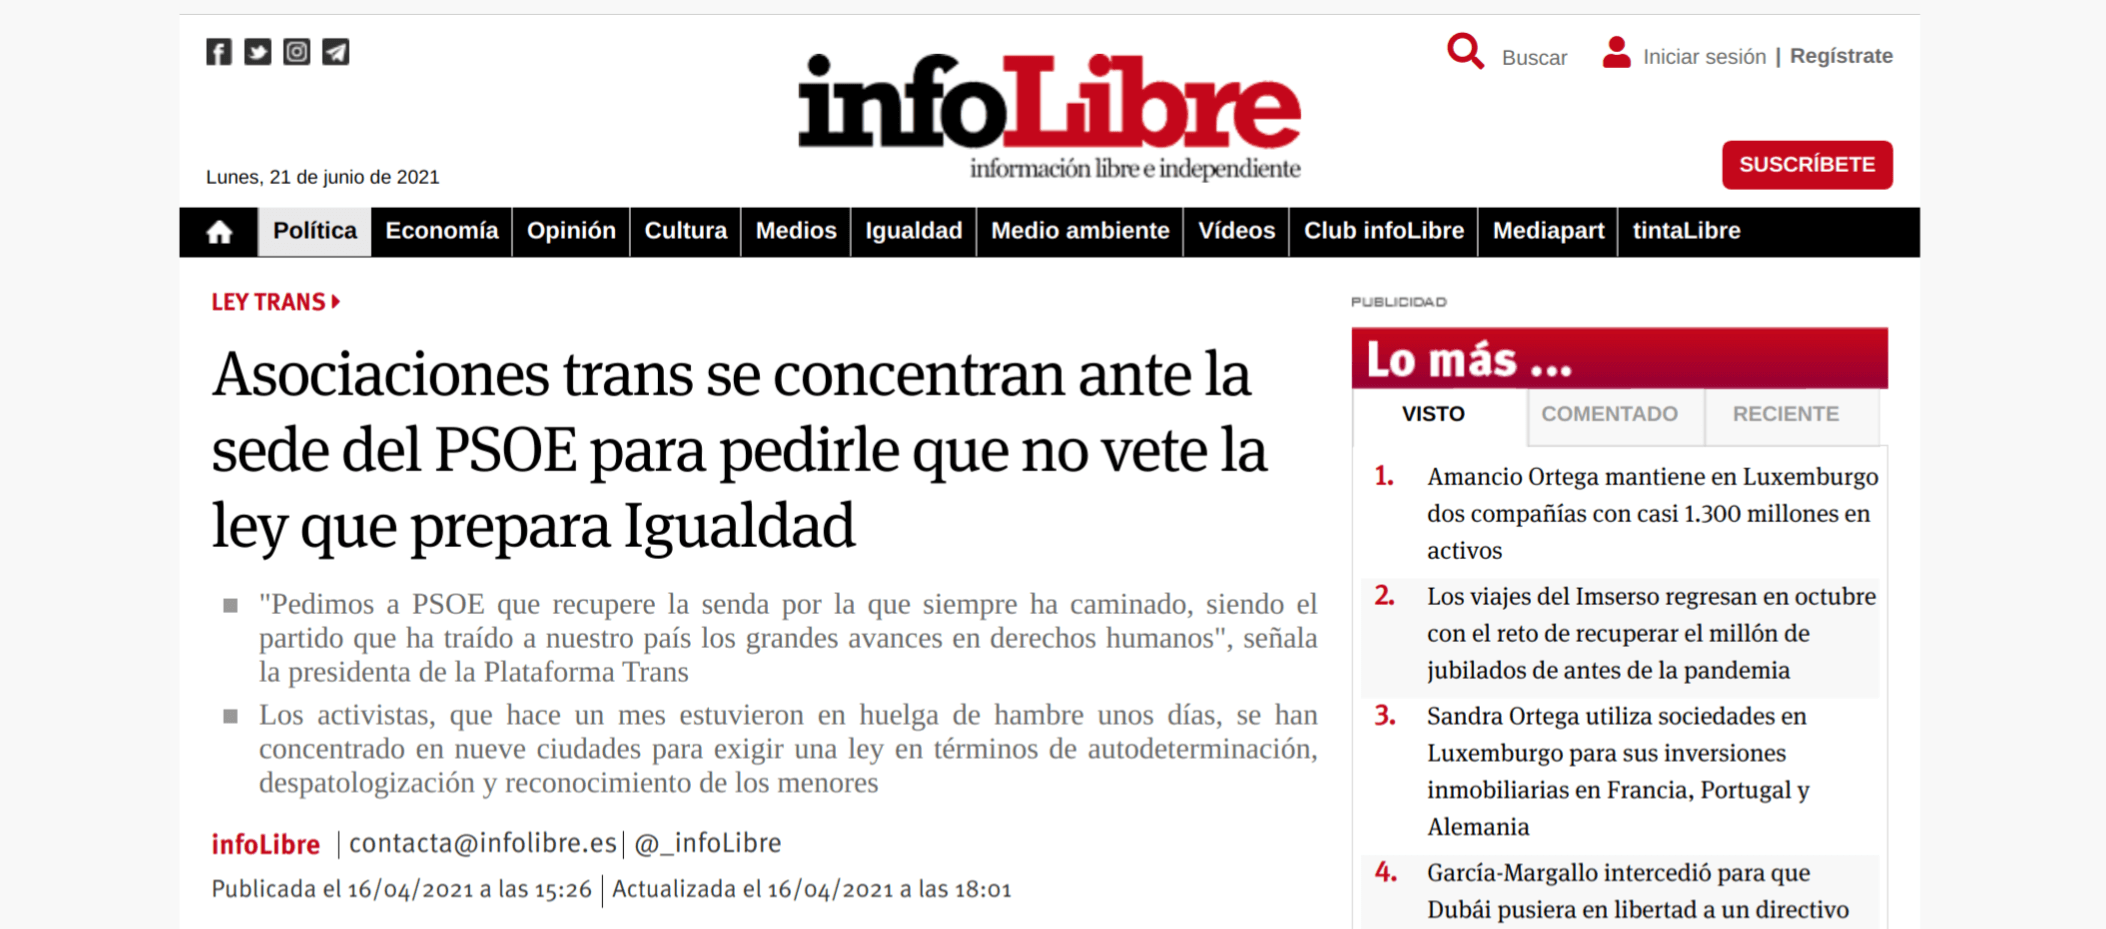 infoLibre
información libre e independiente
Buscar
Iniciar sesión | Regístrate
Lunes, 21 de junio de 2021
SUSCRÍBETE
Política Economía Opinión Cultura Medios Igualdad Medio ambiente Vídeos Club infoLibre Mediapart tintaLibre
LEY TRANS
Asociaciones trans se concentran ante la
sede del PSOE para pedirle que no vete la
ley que prepara Igualdad
"Pedimos a PSOE que recupere la senda por la que siempre ha caminado, siendo el
partido que ha traído a nuestro país los grandes avances en derechos humanos", señala
la presidenta de la Plataforma Trans
Los activistas, que hace un mes estuvieron en huelga de hambre unos días, se han
concentrado en nueve ciudades para exigir una ley en términos de autodeterminación,
despatologización y reconocimiento de los menores
infoLibre | contacta@infolibre.es | @_infoLibre
Publicada el 16/04/2021 a las 15:26 | Actualizada el 16/04/2021 a las 18:01
PUBLICIDAD
Lo más ...
VISTO COMENTADO RECIENTE
1. Amancio Ortega mantiene en Luxemburgo
dos compañías con casi 1.300 millones en
activos
2. Los viajes del Imserso regresan en octubre
con el reto de recuperar el millón de
jubilados de antes de la pandemia
3. Sandra Ortega utiliza sociedades en
Luxemburgo para sus inversiones
inmobiliarias en Francia, Portugal y
Alemania
4. García-Margallo intercedió para que
Dubái pusiera en libertad a un directivo